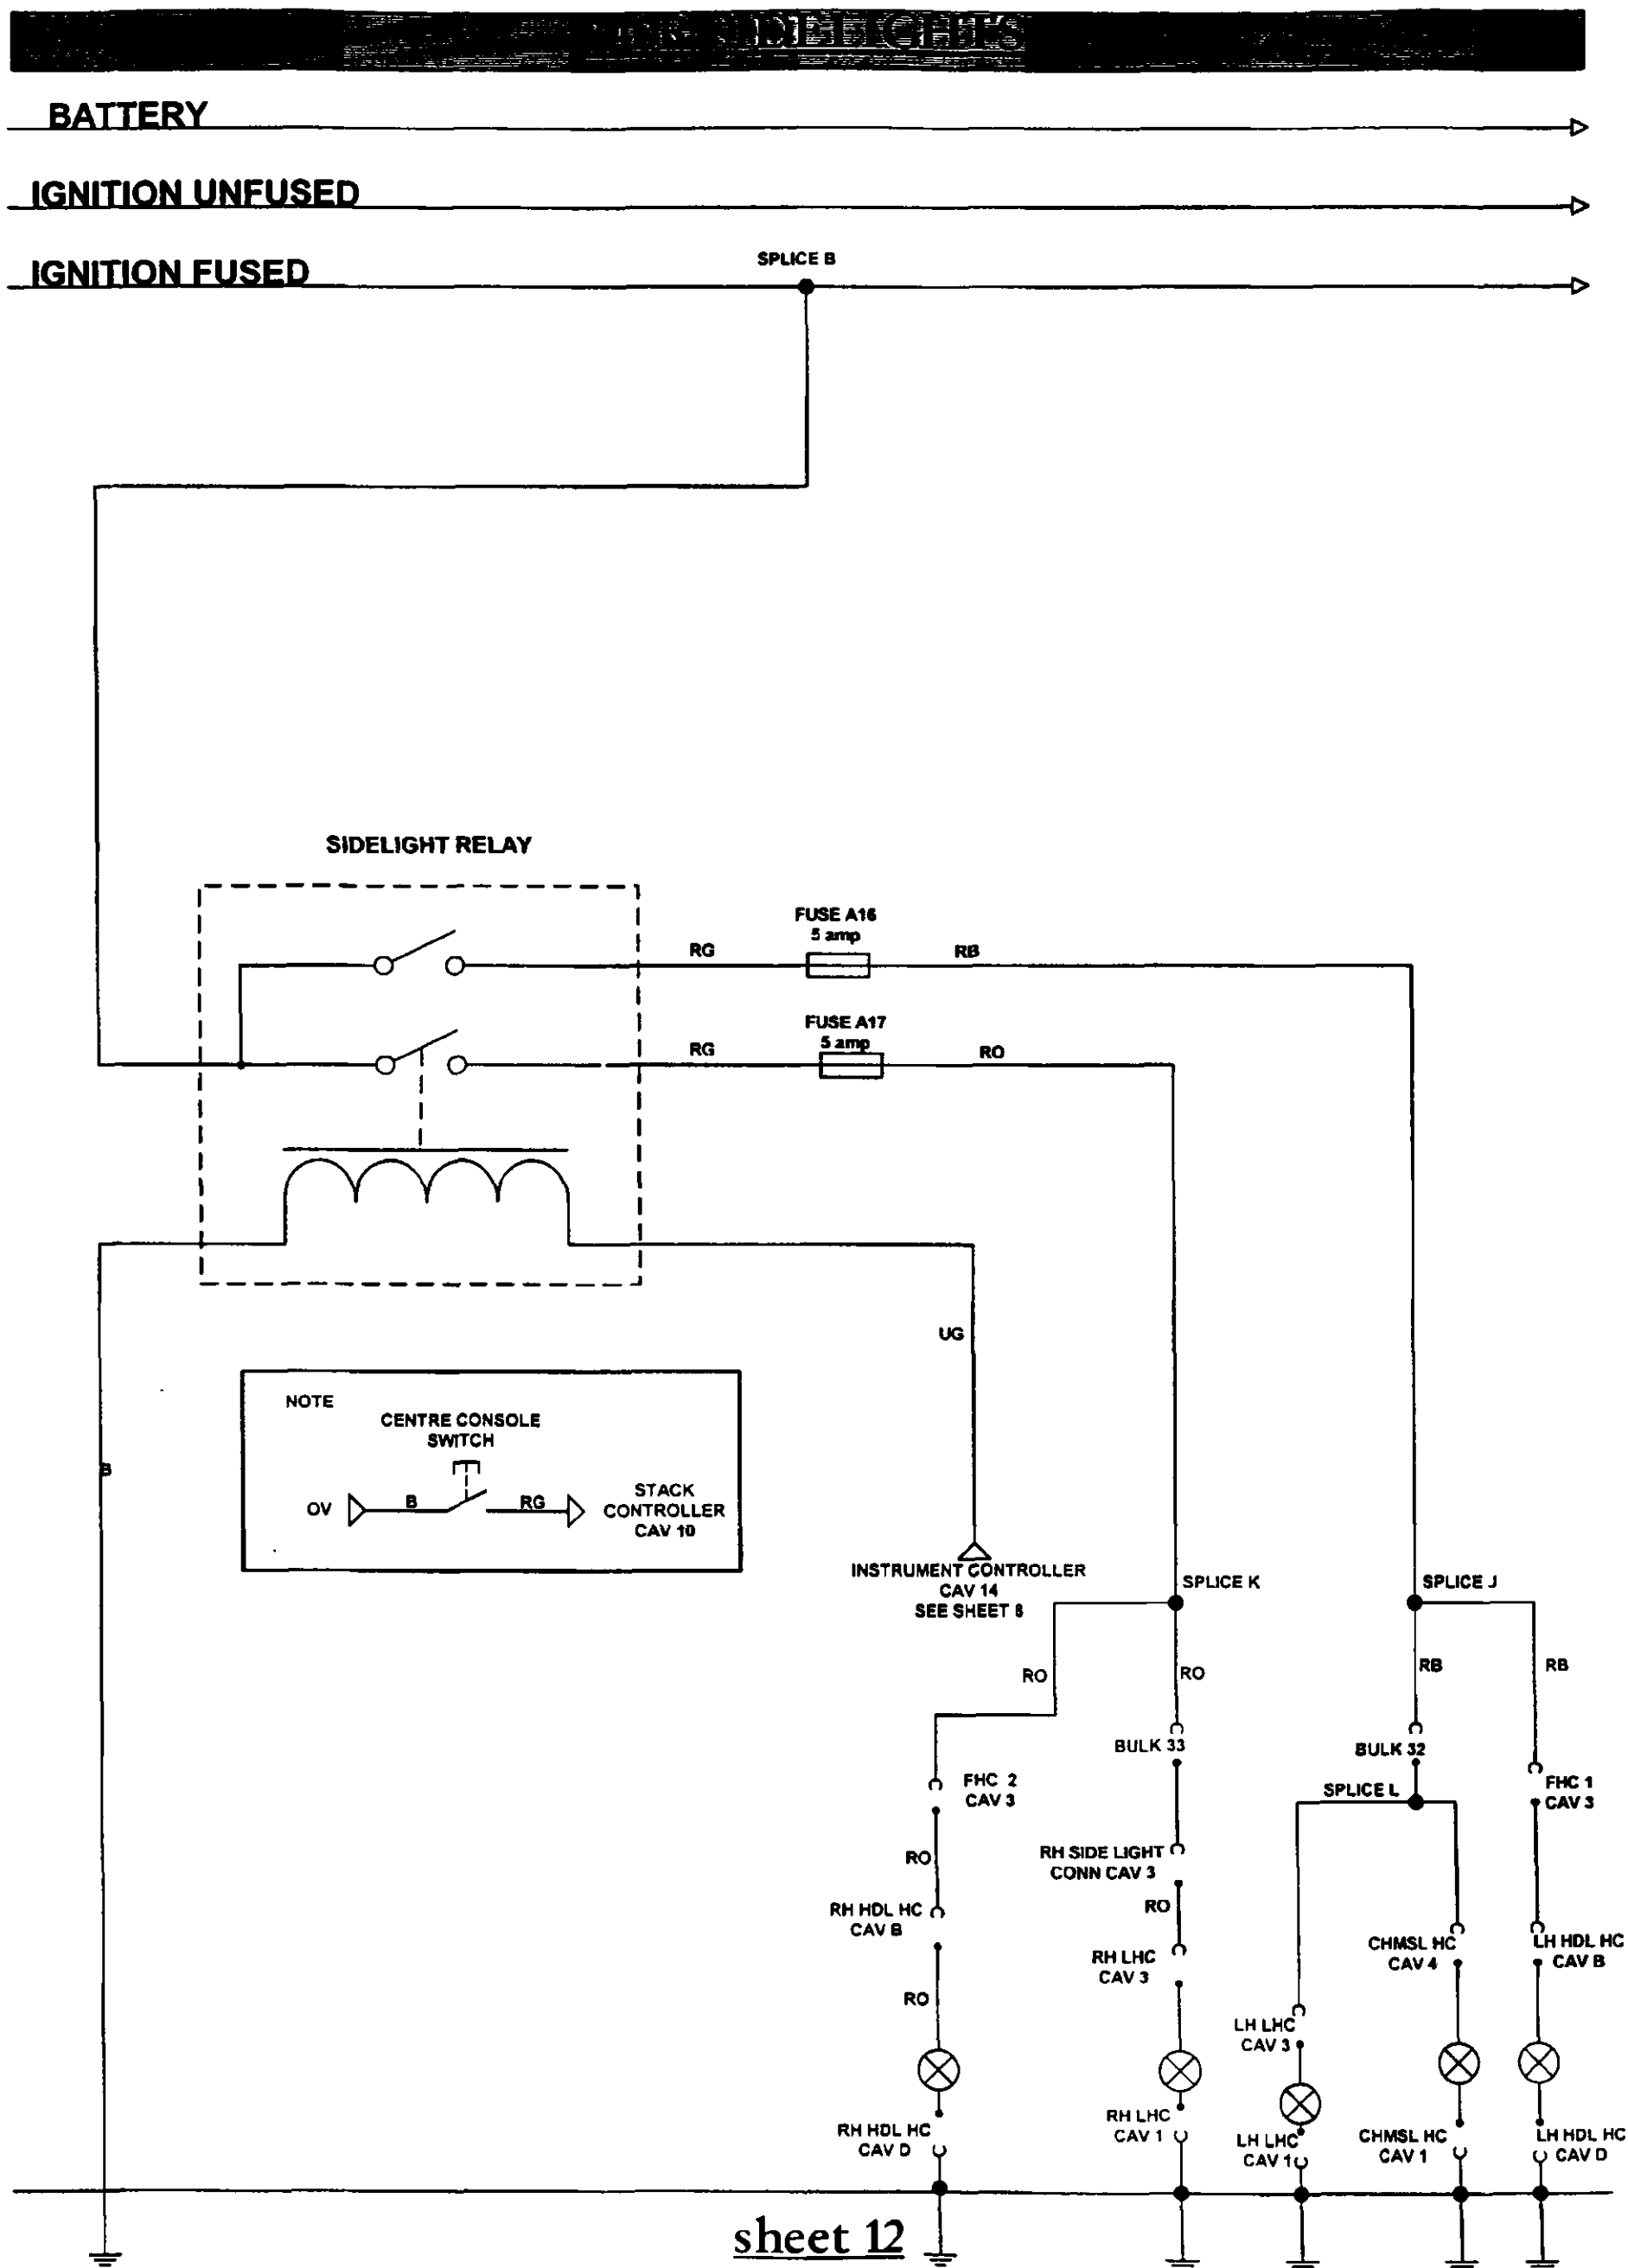 SIDELIGHTS
BATTERY
IGNITION UNFUSED
SPLICE B
IGNITION FUSED
SIDELIGHT RELAY
FUSE A16
5 amp
RG
RB
FUSE A17
5 amp
RG
RO
UG
NOTE
CENTRE CONSOLE
SWITCH
B
OV
B
RG
STACK
CONTROLLER
CAV 10
INSTRUMENT CONTROLLER
CAV 14
SEE SHEET 8
SPLICE K
SPLICE J
RO
RO
RB
RB
BULK 33
BULK 32
FHC 2
CAV 3
SPLICE L
FHC 1
CAV 3
RO
RH SIDE LIGHT
CONN CAV 3
RO
RH HDL HC
CAV B
CHMSL HC
CAV 4
LH HDL HC
CAV B
RH LHC
CAV 3
RO
LH LHC
CAV 3
RH HDL HC
CAV D
RH LHC
CAV 1
LH LHC
CAV 1
CHMSL HC
CAV 1
LH HDL HC
CAV D
sheet 12